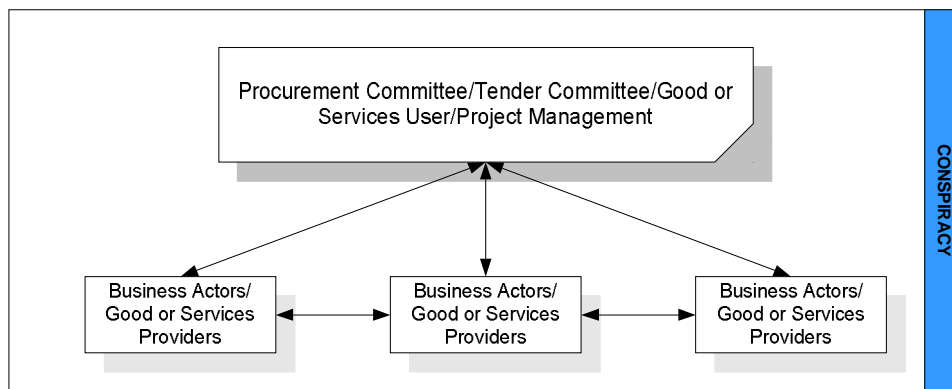 Procurement Committee/Tender Committee/Good or
Services User/Project Management
CONSPIRACY
Business Actors/
Good or Services
Providers
Business Actors/
Good or Services
Providers
Business Actors/
Good or Services
Providers